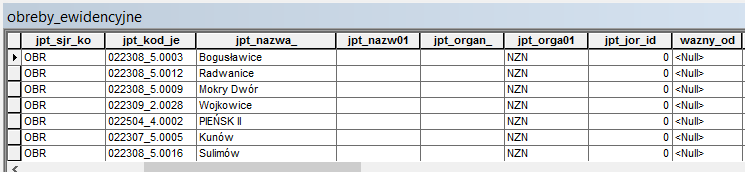 obreby_ewidencyjne
jpt_sjr_ko jpt_kod_je jpt_nazwa_ jpt_nazw01 jpt_organ_ jpt_orga01 jpt_jor_id wazny_od
OBR 022308_5.0003 Bogusławice NZN 0 <Null>
OBR 022308_5.0012 Radwanice NZN 0 <Null>
OBR 022308_5.0009 Mokry Dwór NZN 0 <Null>
OBR 022309_2.0028 Wojkowice NZN 0 <Null>
OBR 022504_4.0002 PIEŃSK II NZN 0 <Null>
OBR 022307_5.0005 Kunów NZN 0 <Null>
OBR 022308_5.0016 Sulimów NZN 0 <Null>